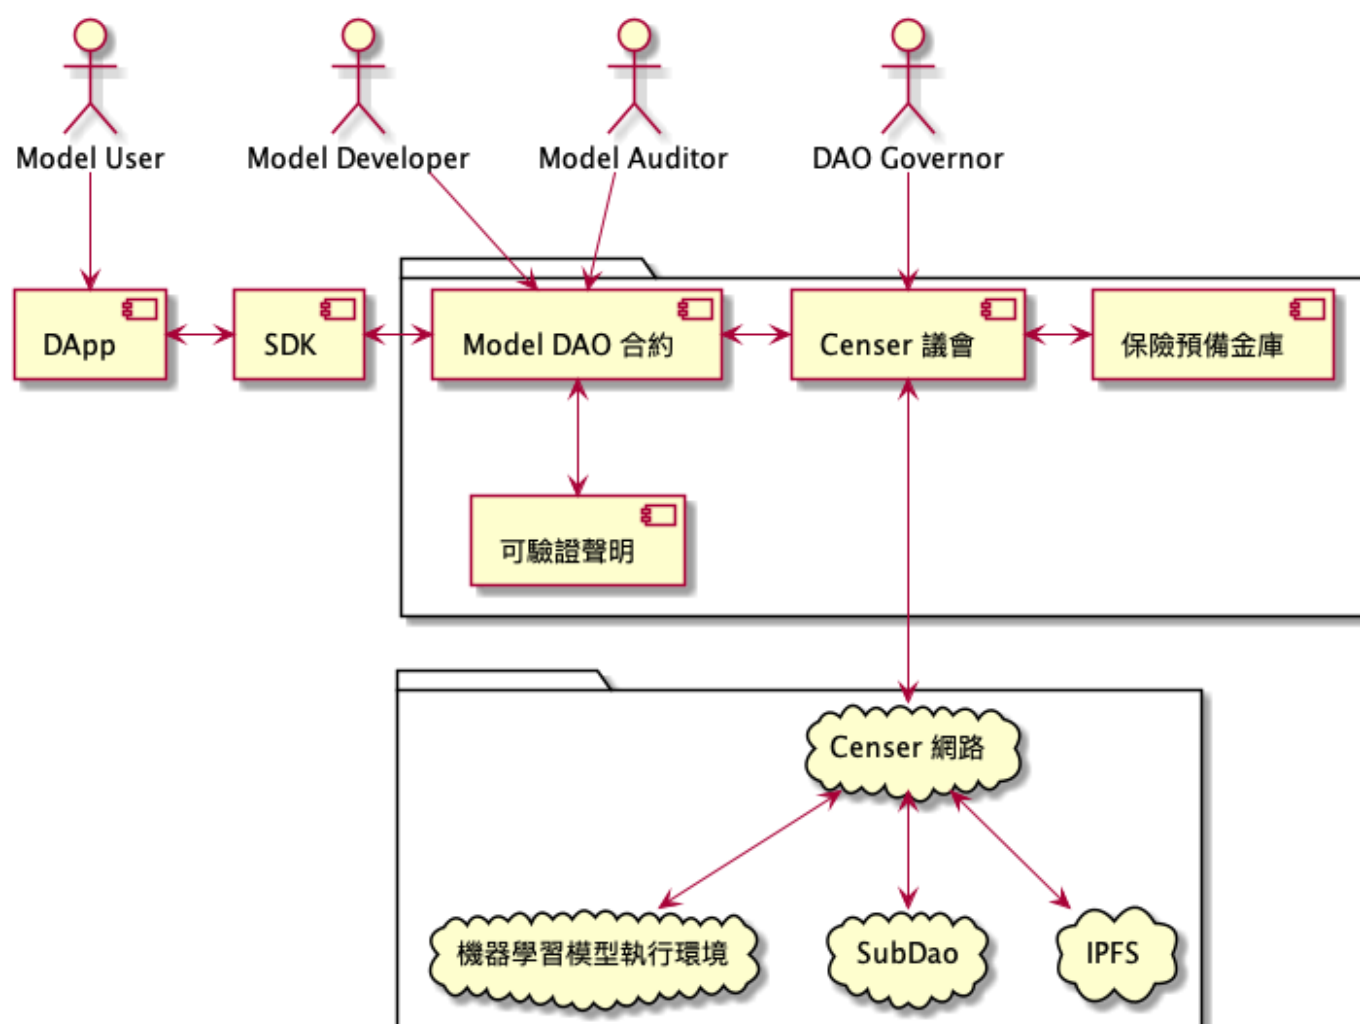 Model User
Model Developer
Model Auditor
DAO Governor
DApp
SDK
Model DAO 合約
Censer 議會
保險預備金庫
可驗證聲明
Censer 網路
機器學習模型執行環境
SubDao
IPFS